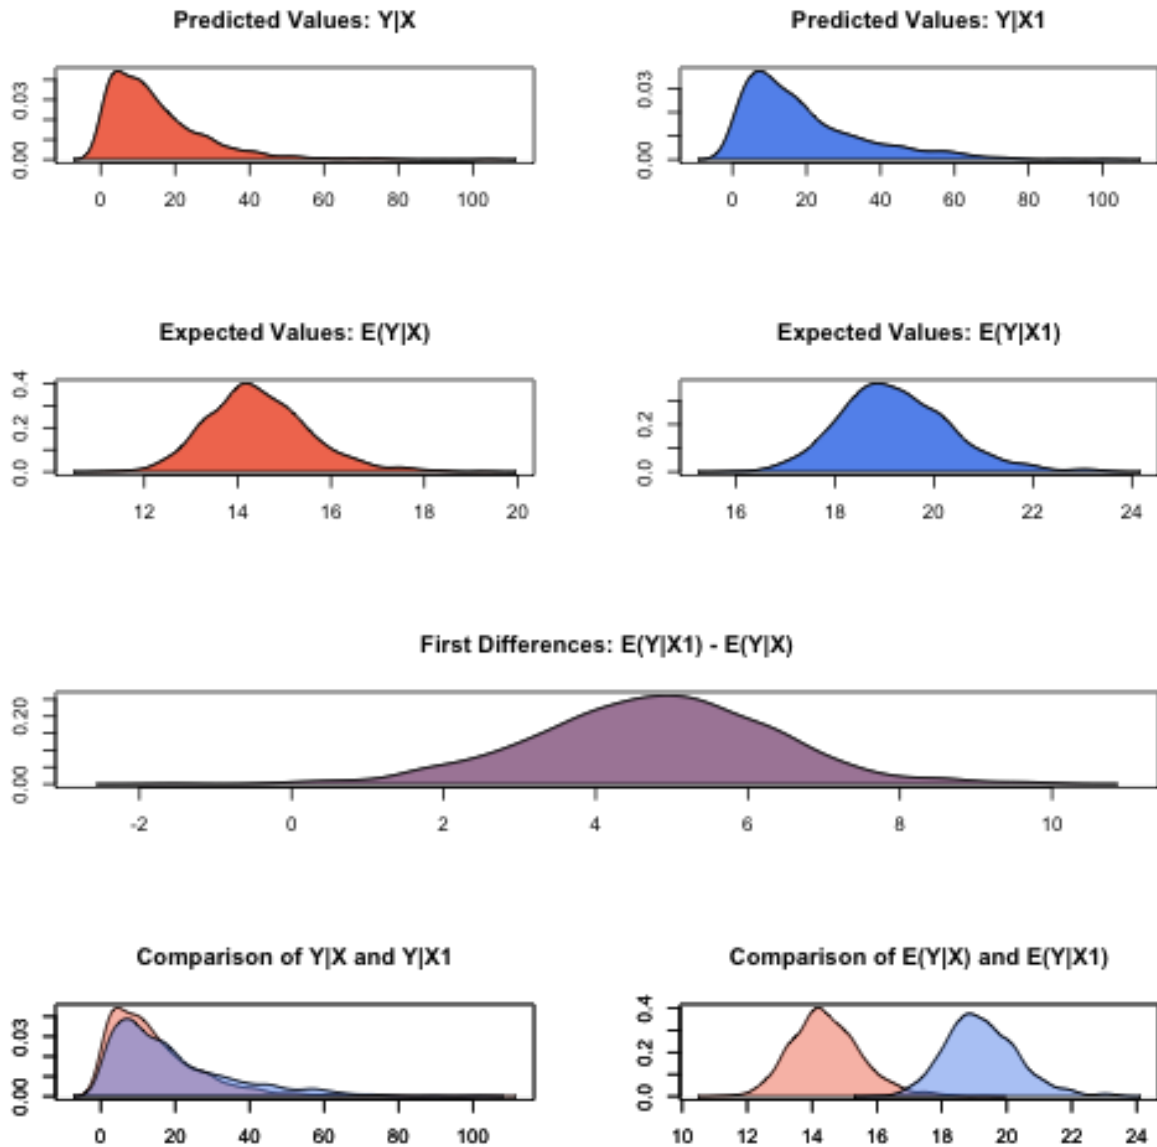 Predicted Values: Y|X
0.00 0.03
0 20 40 60 80 100
Predicted Values: Y|X1
0.00 0.03
0 20 40 60 80 100
Expected Values: E(Y|X)
0.0 0.2 0.4
12 14 16 18 20
Expected Values: E(Y|X1)
0.0 0.2
16 18 20 22 24
First Differences: E(Y|X1) - E(Y|X)
0.00 0.20
-2 0 2 4 6 8 10
Comparison of Y|X and Y|X1
0.00 0.03
0 20 40 60 80 100
Comparison of E(Y|X) and E(Y|X1)
0.0 0.2 0.4
10 12 14 16 18 20 22 24